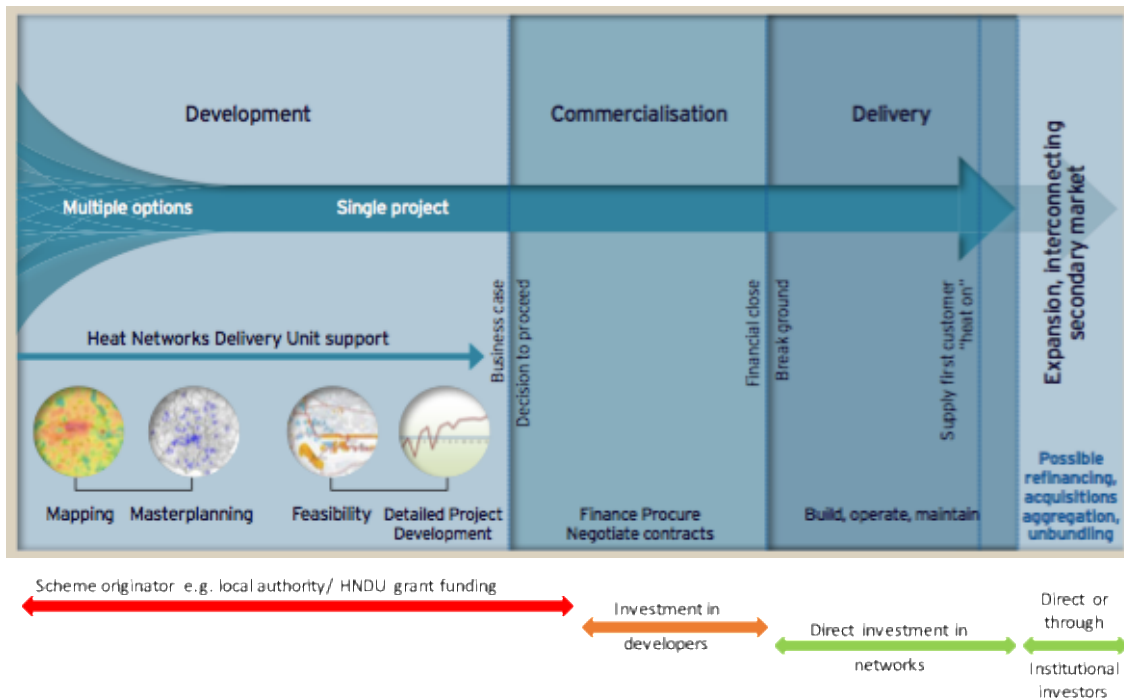 Development
Commercialisation
Delivery
Multiple options
Single project
Heat Networks Delivery Unit support
Business case
Decision to proceed
Financial close
Break ground
Supply first customer
"heat on"
Expansion, interconnecting
secondary market
Mapping
Masterplanning
Feasibility
Detailed Project
Development
Finance Procure
Negotiate contracts
Build, operate, maintain
Possible
refinancing,
acquisitions
aggregation,
unbundling
Scheme originator e.g. local authority/ HNDU grant funding
Investment in
developers
Direct investment in
networks
Direct or
through
Institutional
investors